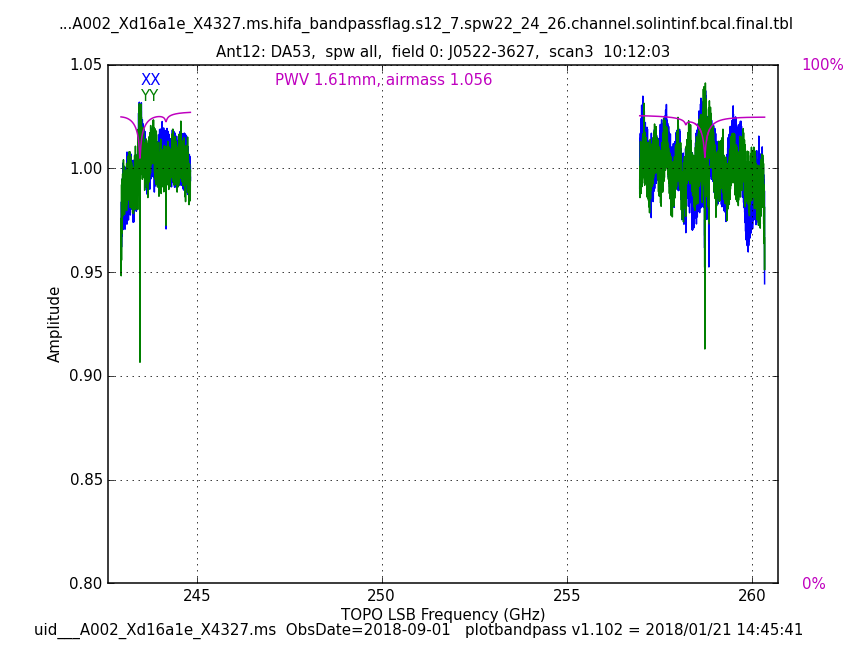 ...A002_Xd16a1e_X4327.ms.hifa_bandpassflag.s12_7.spw22_24_26.channel.solintinf.bcal.final.tbl
Ant12: DA53,  spw all,  field 0: J0522-3627,  scan3  10:12:03
1.05
XX
PWV 1.61mm, airmass 1.056
100%
YY
1.00
0.95
Amplitude
0.90
0.85
0.80
0%
245
250
255
260
TOPO LSB Frequency (GHz)
uid___A002_Xd16a1e_X4327.ms  ObsDate=2018-09-01   plotbandpass v1.102 = 2018/01/21 14:45:41